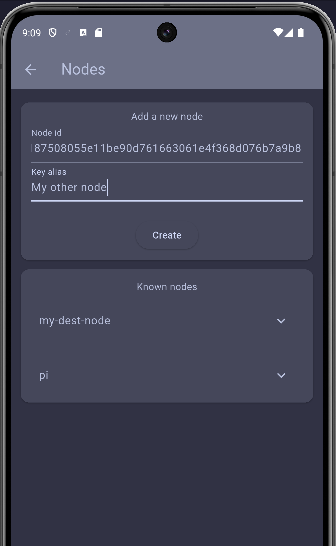 9:09
Nodes
Add a new node
Node id
87508055e11be90d761663061e4f368d076b7a9b8
Key alias
My other node
Create
Known nodes
my-dest-node
pi